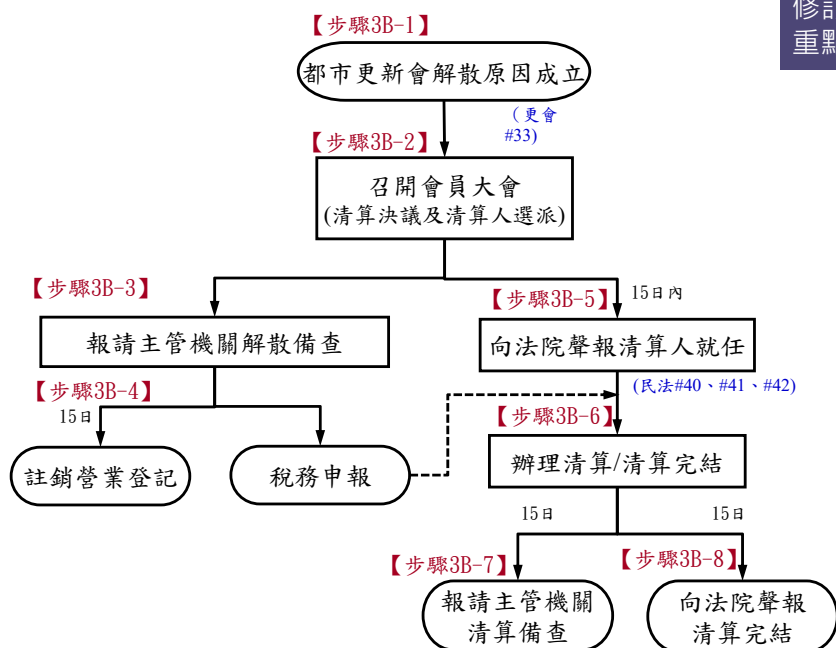 修訂
重點
【步驟3B-1】
都市更新會解散原因成立
（更會
#33)
【步驟3B-2】
召開會員大會
(清算決議及清算人選派)
【步驟3B-3】
【步驟3B-5】
15日內
報請主管機關解散備查
向法院聲報清算人就任
【步驟3B-4】
(民法#40、#41、#42)
15日
【步驟3B-6】
註銷營業登記
稅務申報
辦理清算/清算完結
15日
15日
【步驟3B-7】
【步驟3B-8】
報請主管機關
清算備查
向法院聲報
清算完結